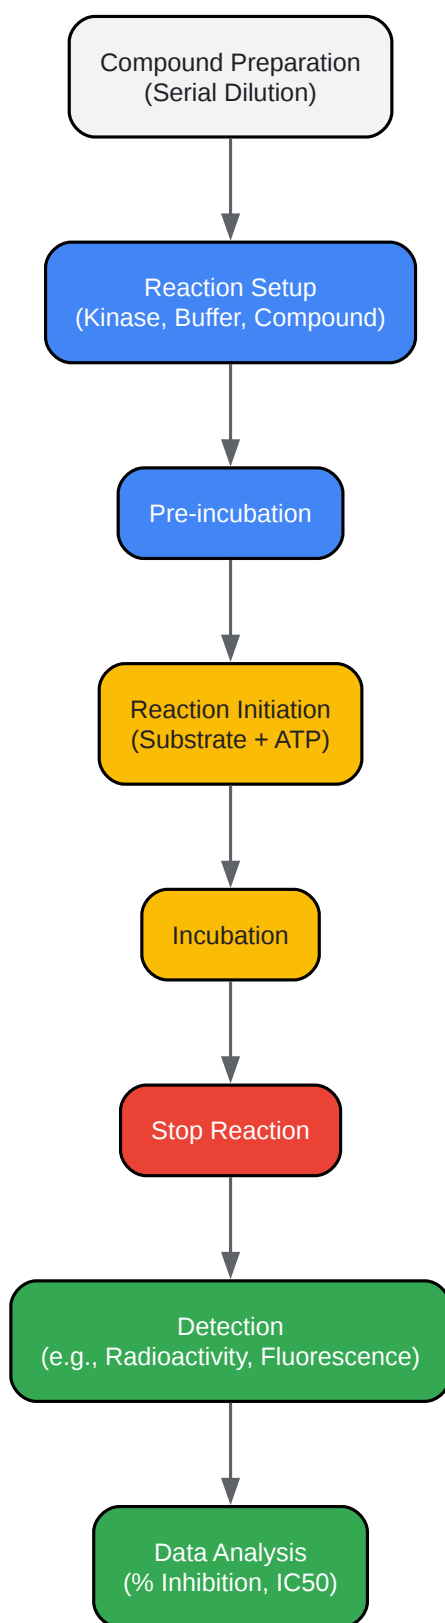 Compound Preparation
(Serial Dilution)
Reaction Setup
(Kinase, Buffer, Compound)
Pre-incubation
Reaction Initiation
(Substrate + ATP)
Incubation
Stop Reaction
Detection
(e.g., Radioactivity, Fluorescence)
Data Analysis
(% Inhibition, IC50)